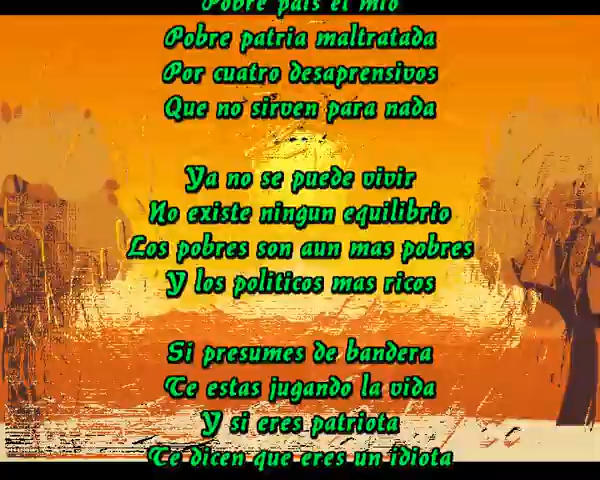 Pobre pais el mio
Pobre patria maltratada
Por cuatro desaprensivos
Que no sirven para nada
Ya no se puede vivir
No existe ningun equilibrio
Los pobres son aun mas pobres
Y los politicos mas ricos
Si presumes de bandera
Te estas jugando la vida
Y si eres patriota
Te dicen que eres un idiota